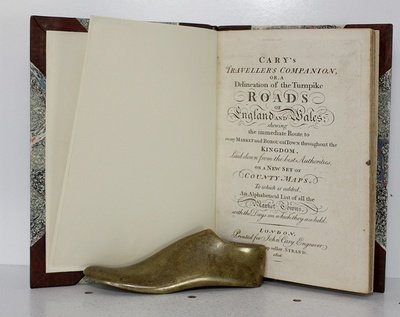 CARY'S
TRAVELLER'S COMPANION,
OR, A
Delineation of the Turnpike
ROADS
OF
England AND Wales;
shewing
the immediate Route to
every MARKET and BOROUGH TOWN throughout the
KINGDOM,
Laid down from the best Authorities,
ON A NEW SET OF
COUNTY MAPS.
To which is added,
An Alphabetical List of all the
Market Towns,
with the Days on which they are held.
LONDON:
Printed for John Cary, Engraver
STRAND.